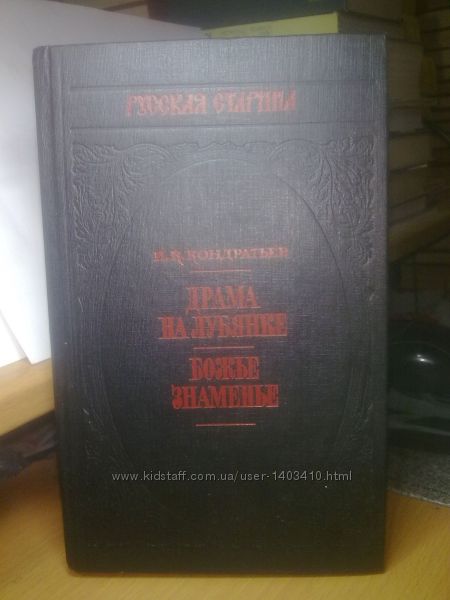 РУССКАЯ СТАРИНА
И. К. КОНДРАТЬЕВ
ДРАМА
НА ЛУБЯНКЕ
БОЖЬЕ
ЗНАМЕНЬЕ
www.kidstaff.com.ua/user-1403410.html